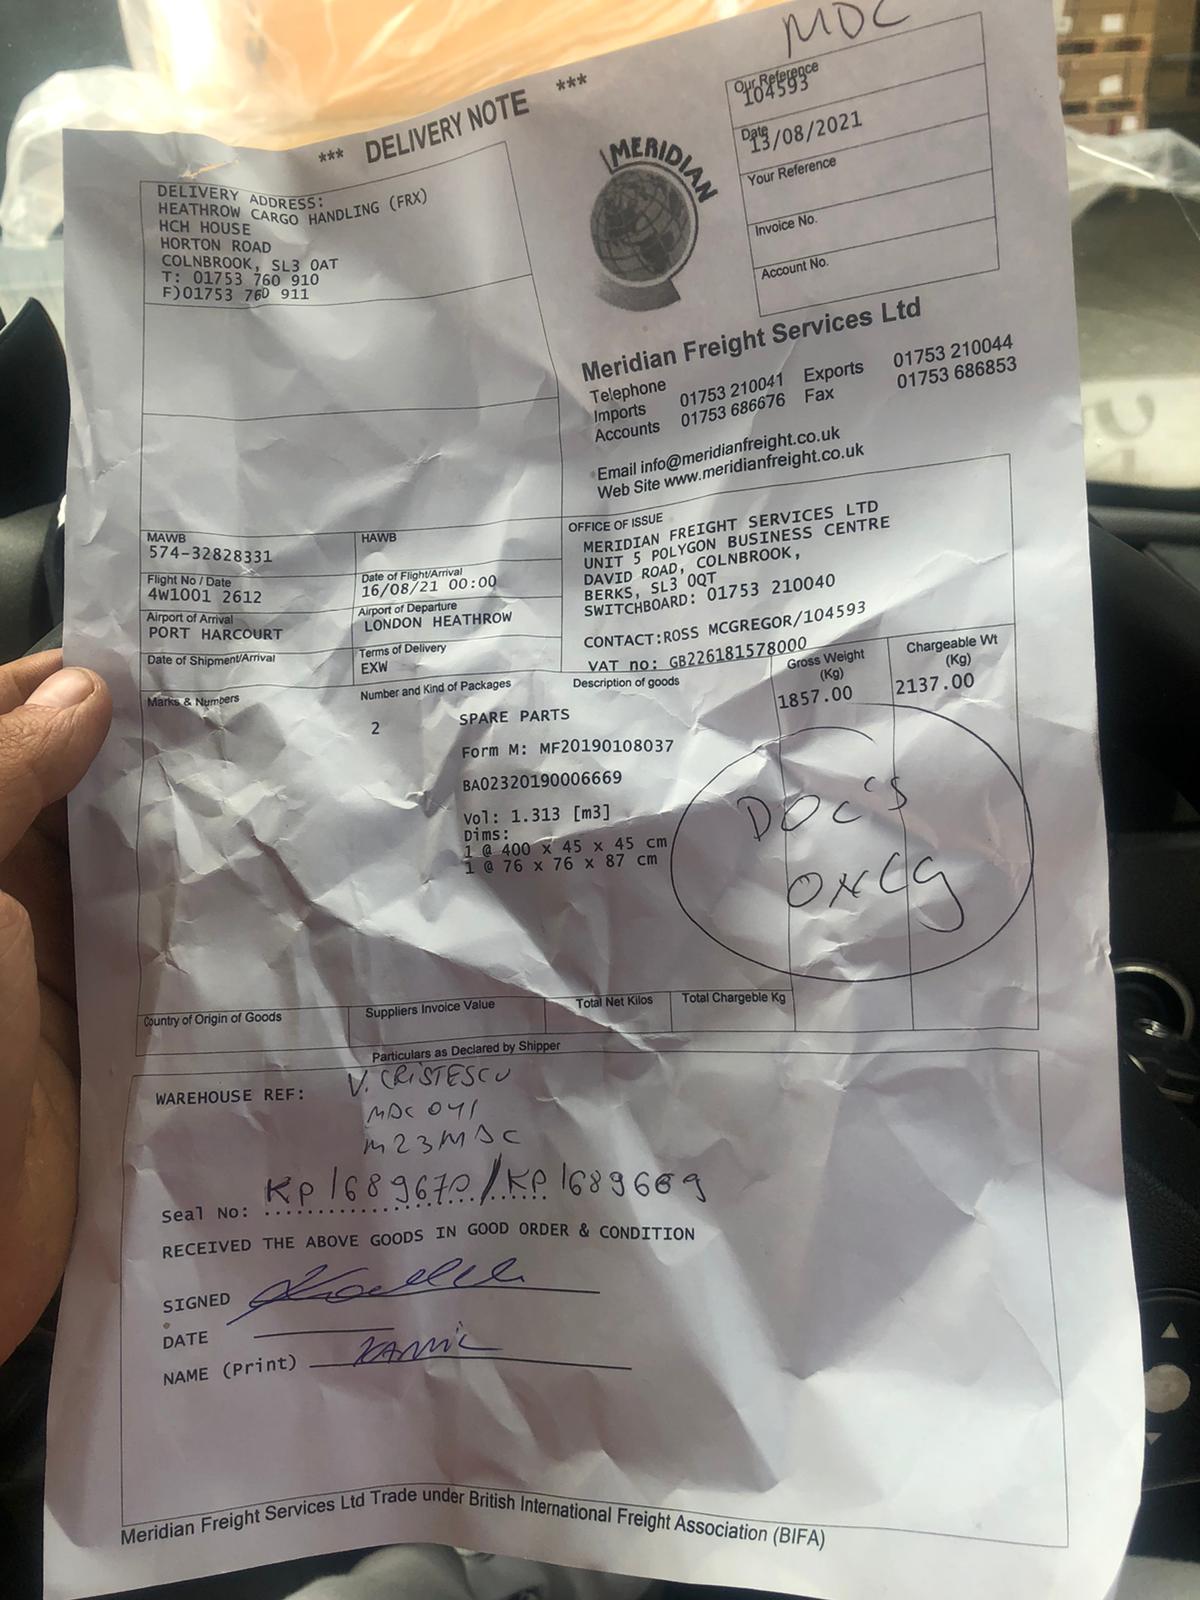 MDC
*** DELIVERY NOTE ***
Our Reference
104593
Date
13/08/2021
Your Reference
Invoice No.
Account No.
DELIVERY ADDRESS:
HEATHROW CARGO HANDLING (FRX)
HCH HOUSE
HORTON ROAD
COLNBROOK, SL3 0AT
T: 01753 760 910
F)01753 760 911
MERIDIAN
Meridian Freight Services Ltd
Telephone
Imports 01753 210041 Exports 01753 210044
Accounts 01753 686676 Fax 01753 686853
Email info@meridianfreight.co.uk
Web Site www.meridianfreight.co.uk
OFFICE OF ISSUE
MERIDIAN FREIGHT SERVICES LTD
UNIT 5 POLYGON BUSINESS CENTRE
DAVID ROAD, COLNBROOK,
BERKS, SL3 0QT
SWITCHBOARD: 01753 210040
CONTACT:ROSS MCGREGOR/104593
VAT no: GB226181578000
MAWB
574-32828331
HAWB
Flight No / Date
4W1001 2612
Date of Flight/Arrival
16/08/21 00:00
Airport of Arrival
PORT HARCOURT
Airport of Departure
LONDON HEATHROW
Date of Shipment/Arrival
Terms of Delivery
EXW
Marks & Numbers
Number and Kind of Packages
Description of goods
Gross Weight (Kg)
Chargeable Wt (Kg)
2
SPARE PARTS
1857.00
2137.00
Form M: MF20190108037
BA02320190006669
Vol: 1.313 [m3]
Dims:
1 @ 400 x 45 x 45 cm
1 @ 76 x 76 x 87 cm
DOC'S
ONLY
Country of Origin of Goods
Suppliers Invoice Value
Total Net Kilos
Total Chargeble Kg
Particulars as Declared by Shipper
WAREHOUSE REF: V. CRISTESCU
MDC 041
M23MDC
Seal No: KP1689670/KP1689669
RECEIVED THE ABOVE GOODS IN GOOD ORDER & CONDITION
SIGNED
DATE
NAME (Print)
Meridian Freight Services Ltd Trade under British International Freight Association (BIFA)